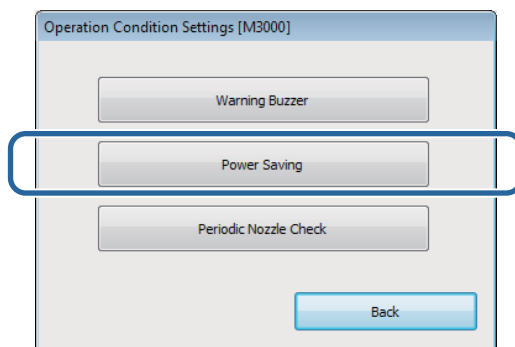 Operation Condition Settings [M3000]
Warning Buzzer
Power Saving
Periodic Nozzle Check
Back